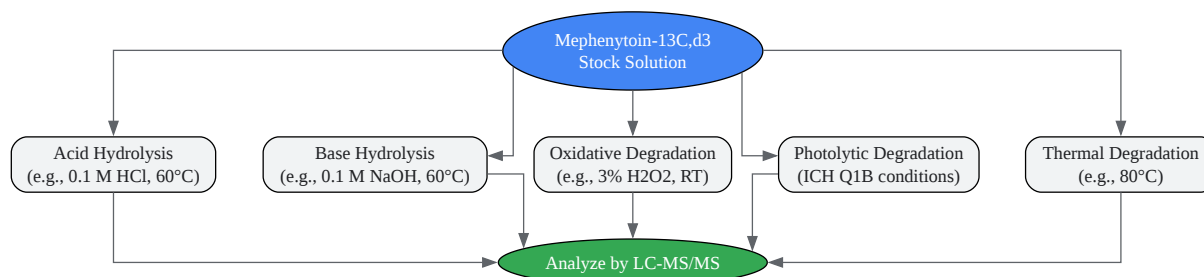 Mephenytoin-13C,d3
Stock Solution
Acid Hydrolysis
(e.g., 0.1 M HCl, 60°C)
Base Hydrolysis
(e.g., 0.1 M NaOH, 60°C)
Oxidative Degradation
(e.g., 3% H2O2, RT)
Photolytic Degradation
(ICH Q1B conditions)
Thermal Degradation
(e.g., 80°C)
Analyze by LC-MS/MS